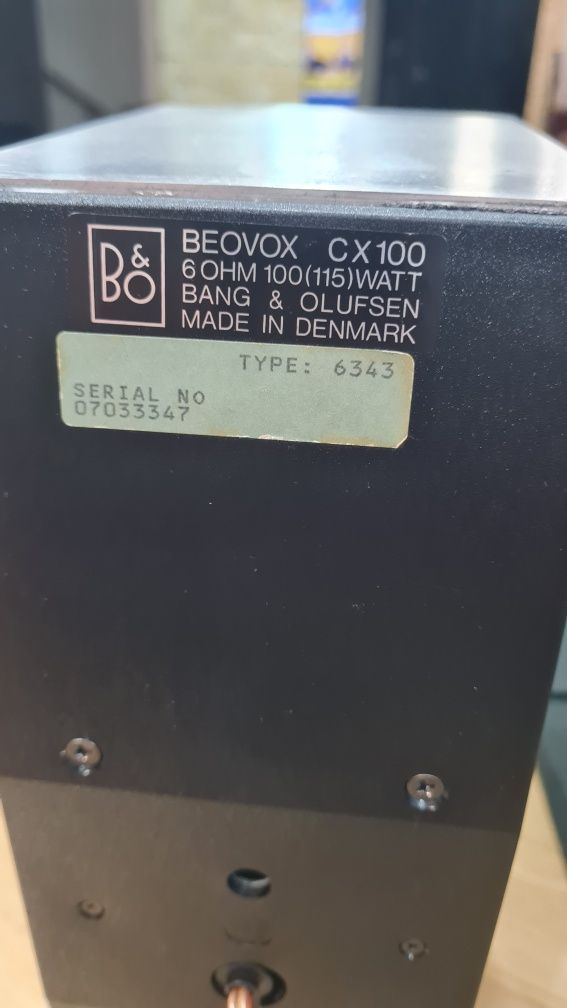 B&O
BEOVOX CX100
6 OHM 100(115)WATT
BANG & OLUFSEN
MADE IN DENMARK
TYPE: 6343
SERIAL NO
07033347